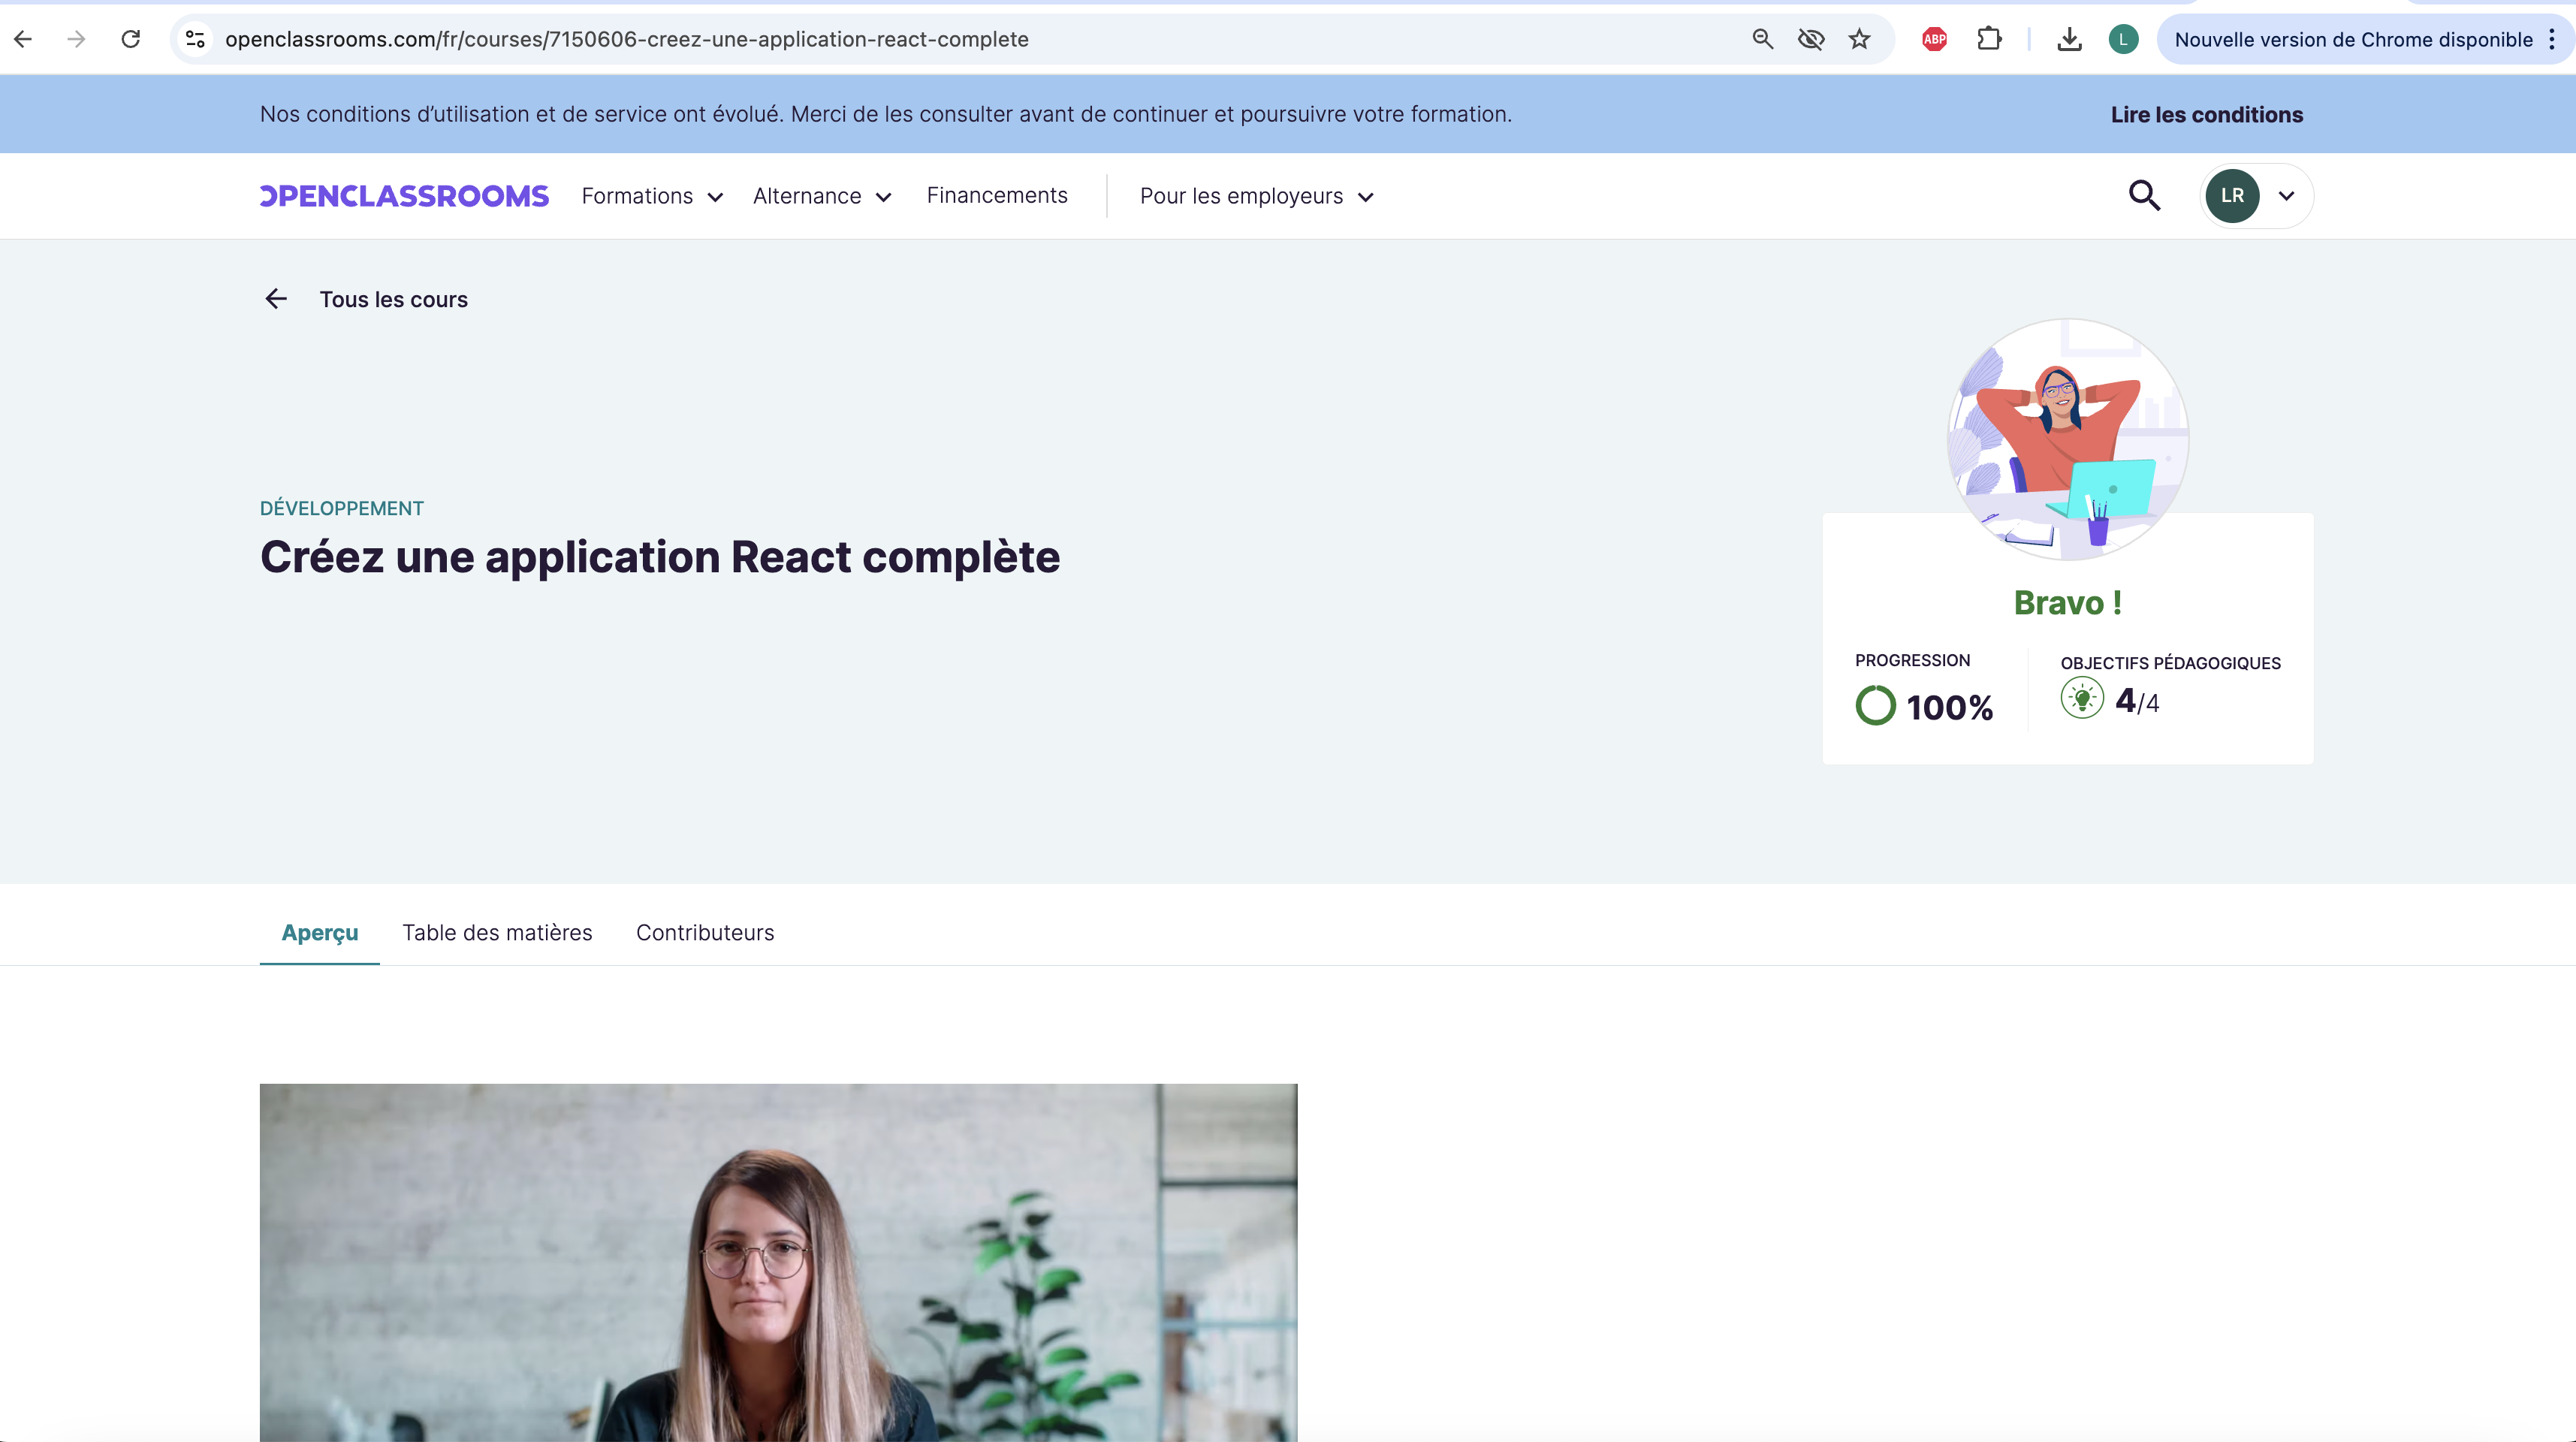 openclassrooms.com/fr/courses/7150606-creez-une-application-react-complete
ABP
L
Nouvelle version de Chrome disponible
Nos conditions d’utilisation et de service ont évolué. Merci de les consulter avant de continuer et poursuivre votre formation.
Lire les conditions
OPENCLASSROOMS
Formations
Alternance
Financements
Pour les employeurs
LR
Tous les cours
DÉVELOPPEMENT
Créez une application React complète
Bravo !
PROGRESSION
100%
OBJECTIFS PÉDAGOGIQUES
4/4
Aperçu
Table des matières
Contributeurs